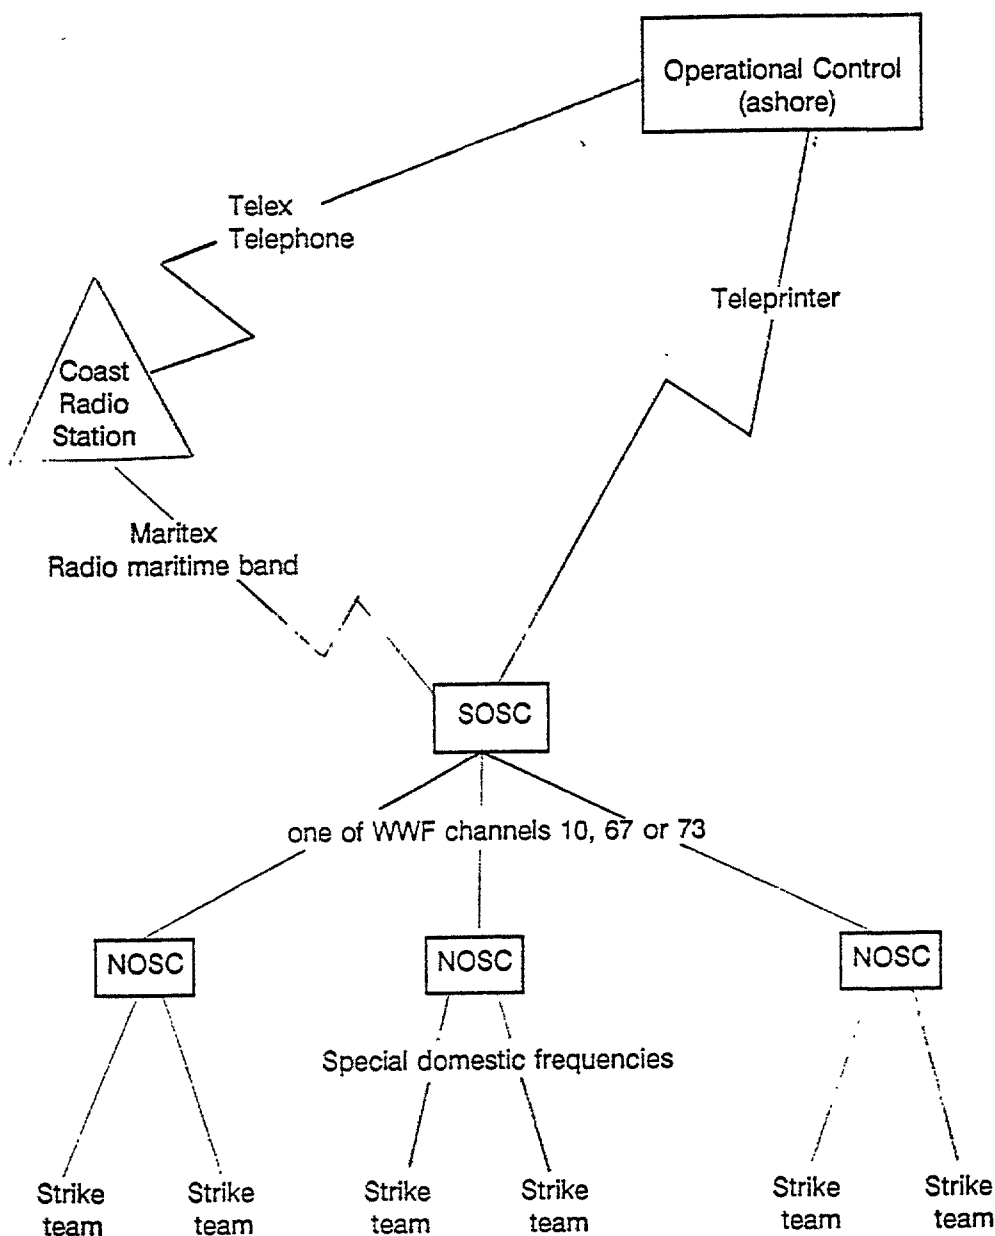 Operational Control
(ashore)
Telex
Telephone
Teleprinter
Coast
Radio
Station
Maritex
Radio maritime band
SOSC
one of WWF channels 10, 67 or 73
NOSC
NOSC
NOSC
Special domestic frequencies
Strike
team
Strike
team
Strike
team
Strike
team
Strike
team
Strike
team